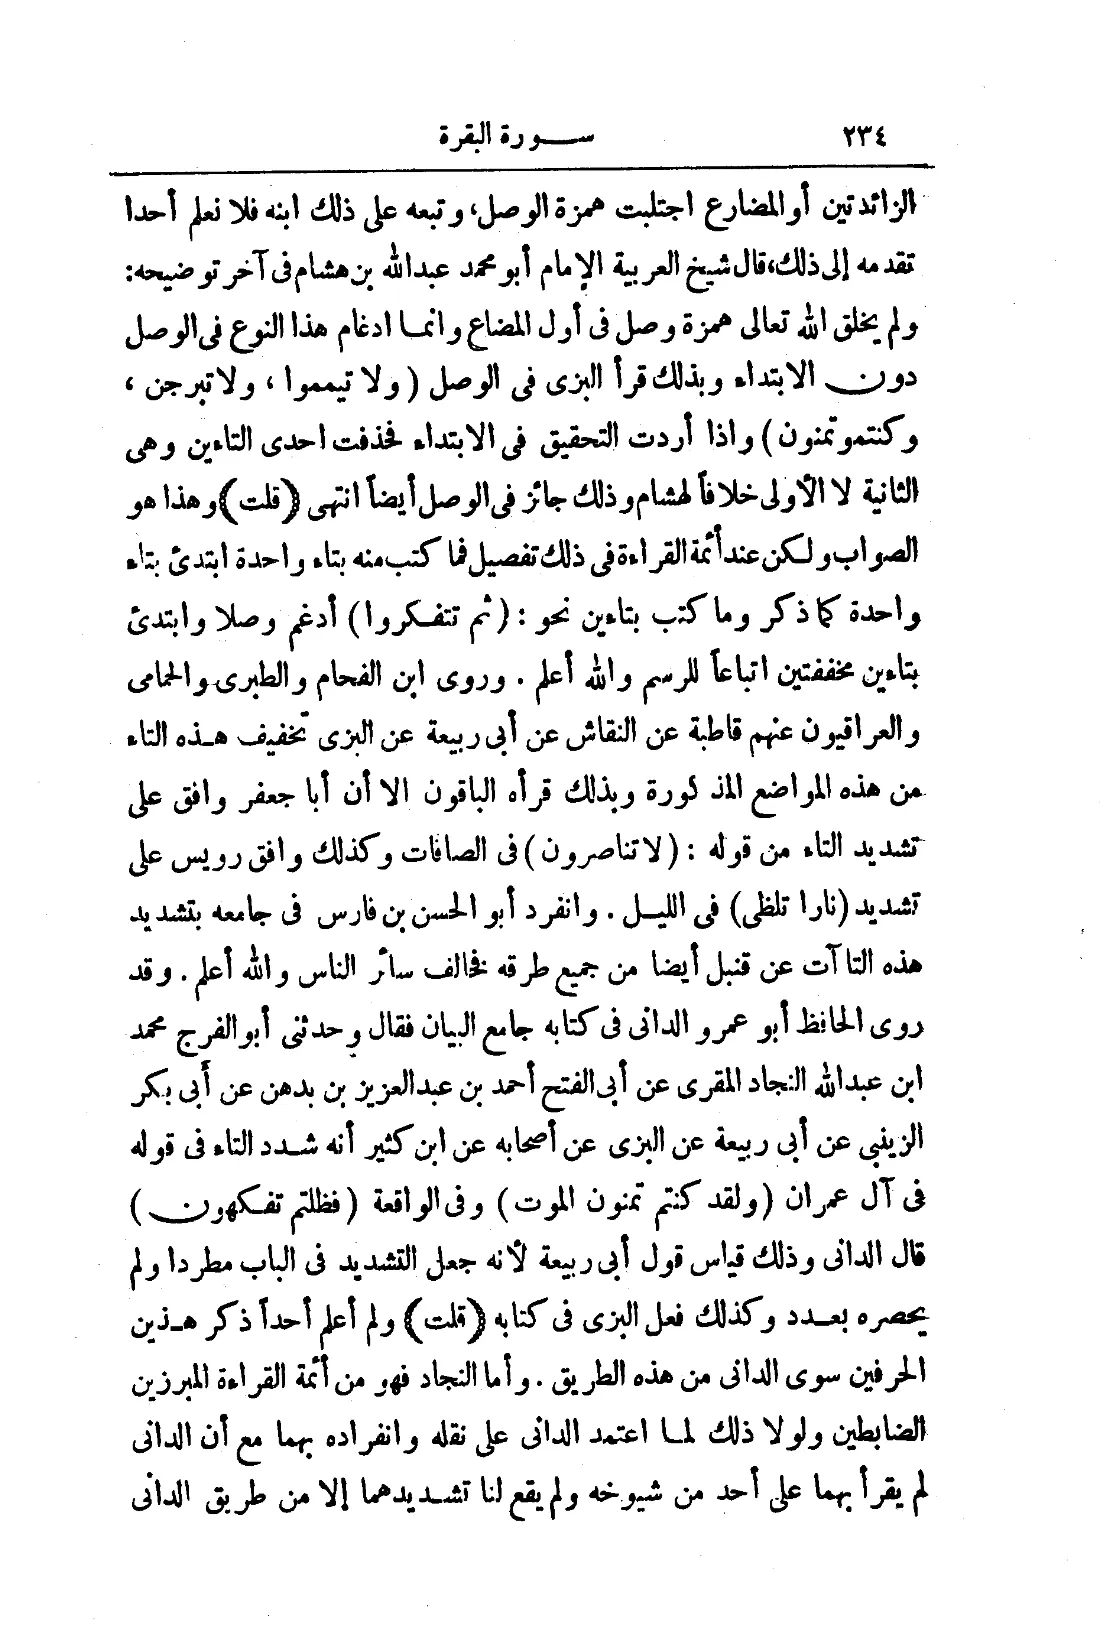 ٢٣٤ ســورة البقرة
الزائدتين أو المضارع اجتلبت همزة الوصل، وتبعه على ذلك ابنه فلا نعلم أحدا
تقدمه إلى ذلك، قال شيخ العربية الإمام أبو محمد عبدالله بن هشام فى آخر توضيحه:
ولم يخلق الله تعالى همزة وصل فى أول المضاع وانما ادغام هذا النوع فى الوصل
دون الابتداء وبذلك قرأ البزى فى الوصل (ولا تيمموا ، ولا تبرجن ،
وكنتمو تمنون) واذا أردت التحقيق فى الابتداء فحذفت احدى التاءين وهى
الثانية لا الأولى خلافاً لهشام وذلك جائز فى الوصل أيضاً انتهى (قلت) وهذا هو
الصواب ولكن عند أئمة القراءة فى ذلك تفصيل فما كتب منه بتاء واحدة ابتدئ بتاء
واحدة كما ذكر وما كتب بتاءين نحو : (ثم تتفكروا) أدغم وصلا وابتدئ
بتاءين مخففتين اتباعاً للرسم والله أعلم . وروى ابن الفحام والطبرى والحمامى
والعراقيون عنهم قاطبة عن النقاش عن أبى ربيعة عن البزى تخفيف هـذه التاء
من هذه المواضع المذكورة وبذلك قرأه الباقون الا أن أبا جعفر وافق على
تشديد التاء من قوله : (لا تناصرون) فى الصافات وكذلك وافق رويس على
تشديد (نارا تلظى) فى الليـل . وانفرد أبو الحسن بن فارس فى جامعه بتشديد
هذه التاآت عن قنبل أيضا من جميع طرقه فخالف سائر الناس والله أعلم . وقد
روى الحافظ أبو عمرو الدانى فى كتابه جامع البيان فقال وحدثنى أبو الفرج محمد
ابن عبدالله النجاد المقرى عن أبى الفتح أحمد بن عبدالعزيز بن بدهن عن أَبى بكر
الزينبى عن أبى ربيعة عن البزى عن أصحابه عن ابن كثير أنه شـدد التاء فى قوله
فى آل عمران (ولقد كنتم تمنون الموت) وفى الواقعة (فظلتم تفـكهون)
قال الدانى وذلك قياس قول أبى ربيعة لأنه جعل التشديد فى الباب مطردا ولم
يحصره بعـدد وكذلك فعل البزى فى كتابه (قلت) ولم أعلم أحداً ذكر هـذين
الحرفين سوى الدانى من هذه الطريق . وأما النجاد فهو من أئمة القراءة المبرزين
الضابطين ولولا ذلك لمـا اعتمد الدانى على نقله وانفراده بهما مع أن الدانى
لم يقرأ بهما على أحد من شيوخه ولم يقع لنا تشـديدهما إلا من طريق الدانى